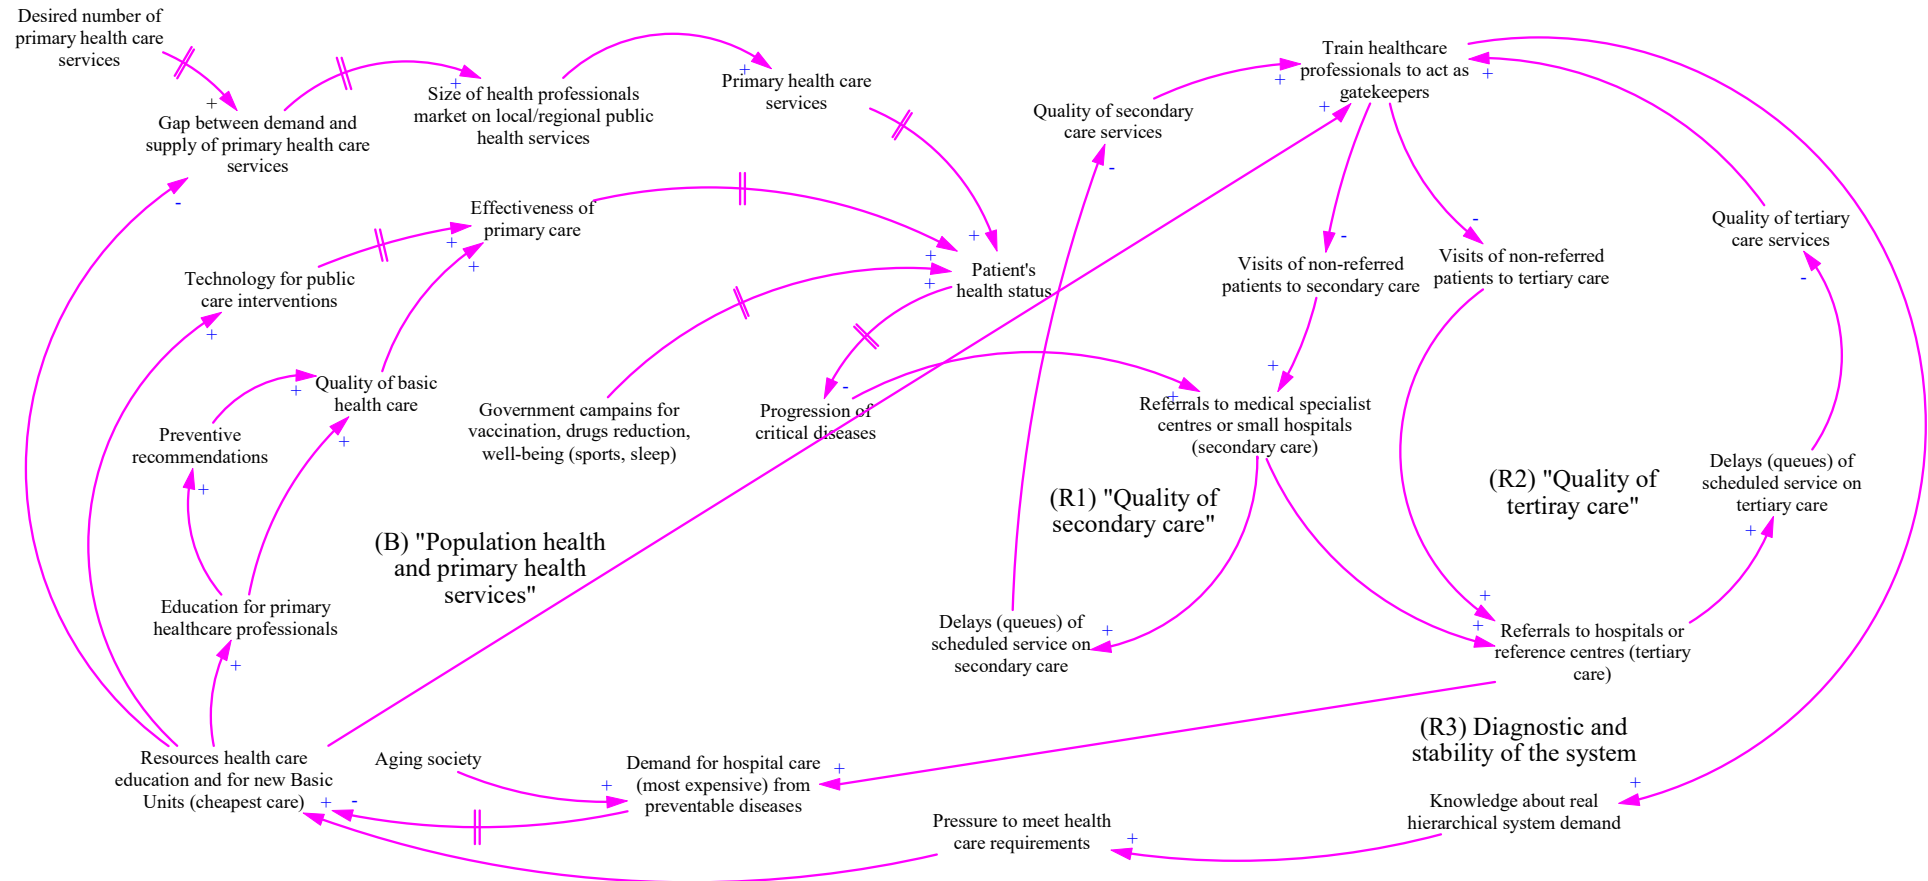 Desired number of
primary health care
services
Gap between demand and
supply of primary health care
services
Size of health professionals
market on local/regional public
health services
Primary health care
services
Quality of secondary
care services
Train healthcare
professionals to act as
gatekeepers
Effectiveness of
primary care
Technology for public
care interventions
Patient's
health status
Visits of non-referred
patients to secondary care
Visits of non-referred
patients to tertiary care
Quality of tertiary
care services
Quality of basic
health care
Preventive
recommendations
Government campains for
vaccination, drugs reduction,
well-being (sports, sleep)
Progression of
critical diseases
Referrals to medical specialist
centres or small hospitals
(secondary care)
(R1) "Quality of
secondary care"
(R2) "Quality of
tertiray care"
Delays (queues) of
scheduled service on
tertiary care
(B) "Population health
and primary health
services"
Education for primary
healthcare professionals
Delays (queues) of
scheduled service on
secondary care
Referrals to hospitals or
reference centres (tertiary
care)
(R3) Diagnostic and
stability of the system
Resources health care
education and for new Basic
Units (cheapest care)
Aging society
Demand for hospital care
(most expensive) from
preventable diseases
Pressure to meet health
care requirements
Knowledge about real
hierarchical system demand